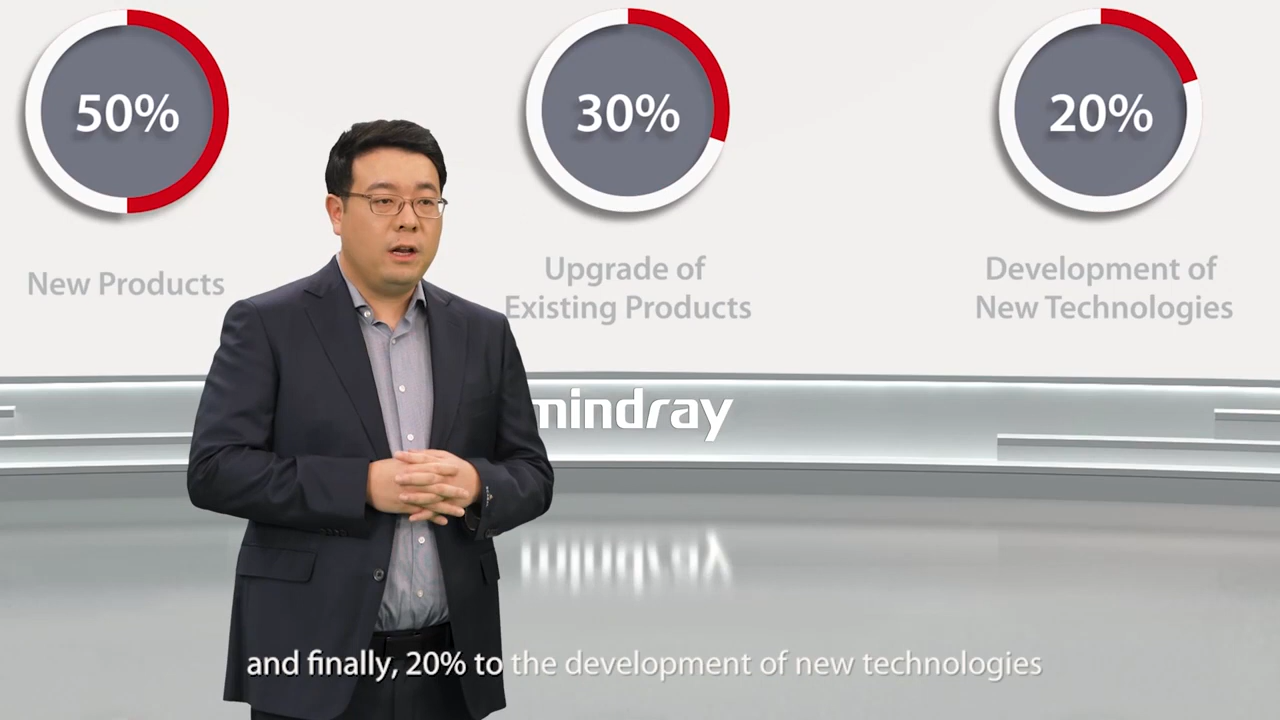 50%
30%
20%
New Products
Upgrade of
Existing Products
Development of
New Technologies
mindray
and finally, 20% to the development of new technologies